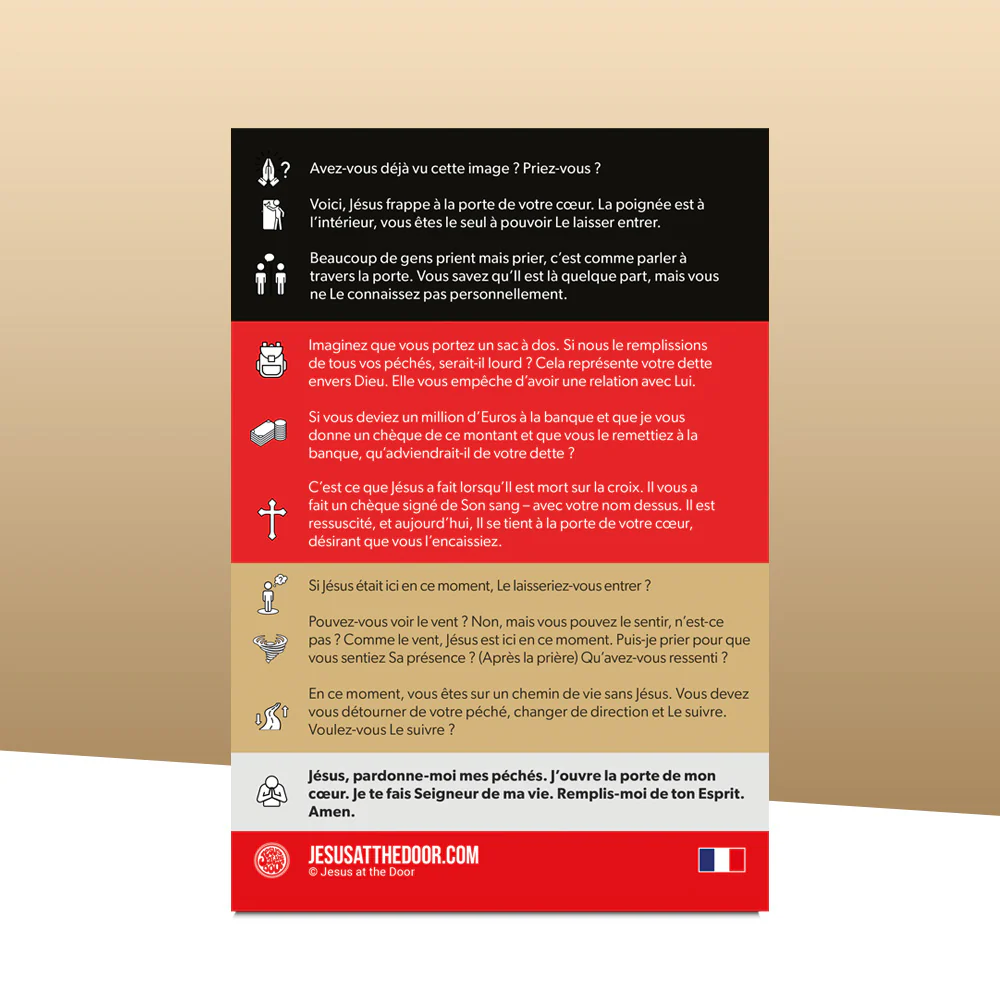 Avez-vous déjà vu cette image ? Priez-vous ?
Voici, Jésus frappe à la porte de votre cœur. La poignée est à
l'intérieur, vous êtes le seul à pouvoir Le laisser entrer.
Beaucoup de gens prient mais prier, c'est comme parler à
travers la porte. Vous savez qu'Il est là quelque part, mais vous
ne Le connaissez pas personnellement.
Imaginez que vous portez un sac à dos. Si nous le remplissions
de tous vos péchés, serait-il lourd ? Cela représente votre dette
envers Dieu. Elle vous empêche d'avoir une relation avec Lui.
Si vous deviez un million d'Euros à la banque et que je vous
donne un chèque de ce montant et que vous le remettiez à la
banque, qu'adviendrait-il de votre dette ?
C'est ce que Jésus a fait lorsqu'Il est mort sur la croix. Il vous a
fait un chèque signé de Son sang – avec votre nom dessus. Il est
ressuscité, et aujourd'hui, Il se tient à la porte de votre cœur,
désirant que vous l'encaissiez.
Si Jésus était ici en ce moment, Le laisseriez-vous entrer ?
Pouvez-vous voir le vent ? Non, mais vous pouvez le sentir, n'est-ce
pas ? Comme le vent, Jésus est ici en ce moment. Puis-je prier pour que
vous sentiez Sa présence ? (Après la prière) Qu'avez-vous ressenti ?
En ce moment, vous êtes sur un chemin de vie sans Jésus. Vous devez
vous détourner de votre péché, changer de direction et Le suivre.
Voulez-vous Le suivre ?
Jésus, pardonne-moi mes péchés. J'ouvre la porte de mon
cœur. Je te fais Seigneur de ma vie. Remplis-moi de ton Esprit.
Amen.
JESUS AT THE DOOR
JESUSATTHEDOOR.COM
© Jesus at the Door